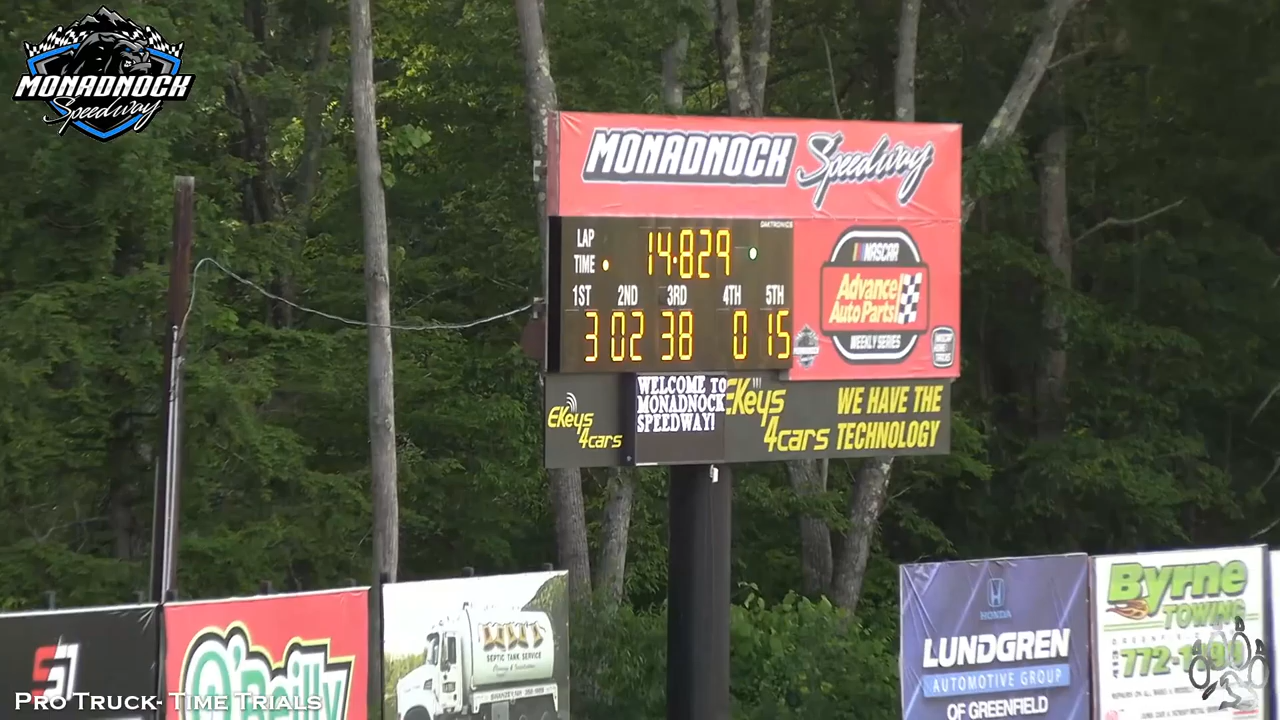 MONADNOCK
Speedway
MONADNOCK Speedway
DAKTRONICS
LAP
TIME 14.829
1ST 2ND 3RD 4TH 5TH
3 02 38 0 15
NASCAR
Advance
Auto Parts
WEEKLY SERIES
EKeys
4cars
WELCOME TO
MONADNOCK
SPEEDWAY!
EKeys
4cars
WE HAVE THE
TECHNOLOGY
SJ
O'Reilly
SEPTIC TANK SERVICE
HONDA
LUNDGREN
AUTOMOTIVE GROUP
OF GREENFIELD
Byrne
TOWING
PRO TRUCK- TIME TRIALS